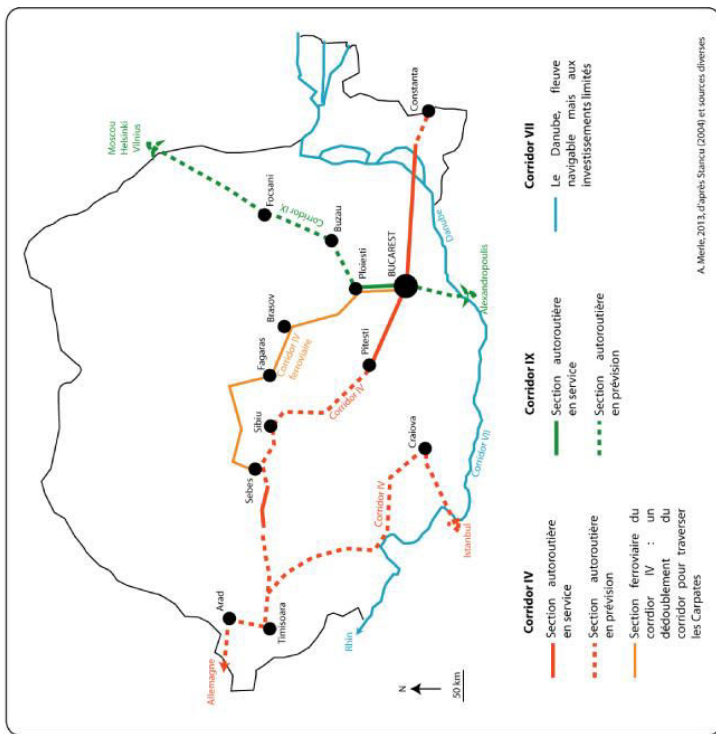 Moscou
Helsinki
Vilnius
Focsani
Corridor IX
Buzau
Ploiesti
BUCAREST
Constanta
Danube
Alexandropoulis
Brasov
Fagaras
Corridor IV
ferroviaire
Sibiu
Sebes
Pitesti
Corridor IV
Craiova
Corridor VII
Corridor IV
Istanbul
Arad
Timisoara
Allemagne
Rhin
N
50 km
Corridor IV
Section autoroutière
en service
Section autoroutière
en prévision
Section ferroviaire du
corrdior IV : un
dédoublement du
corridor pour traverser
les Carpates
Corridor IX
Section autoroutière
en service
Section autoroutière
en prévision
Corridor VII
Le Danube, fleuve
navigable mais aux
investissements limités
A. Merle, 2013, d'après Stancu (2004) et sources diverses